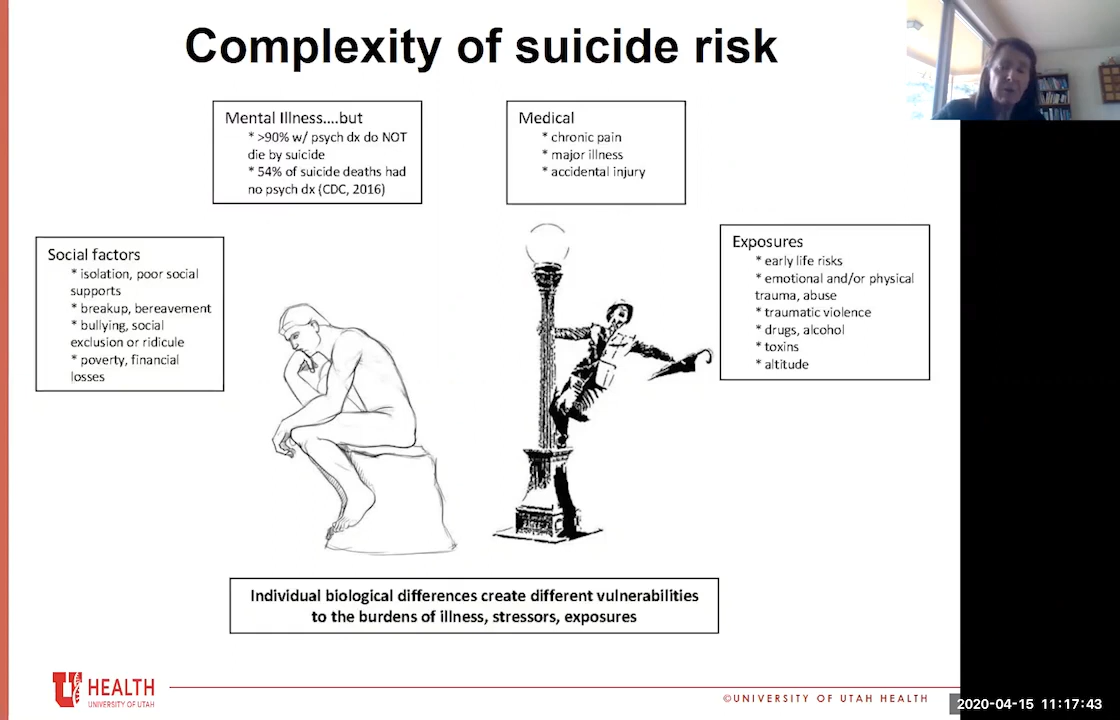 Complexity of suicide risk
Mental Illness....but
* >90% w/ psych dx do NOT
die by suicide
* 54% of suicide deaths had
no psych dx (CDC, 2016)
Medical
* chronic pain
* major illness
* accidental injury
Social factors
* isolation, poor social
supports
* breakup, bereavement
* bullying, social
exclusion or ridicule
* poverty, financial
losses
Exposures
* early life risks
* emotional and/or physical
trauma, abuse
* traumatic violence
* drugs, alcohol
* toxins
* altitude
Individual biological differences create different vulnerabilities
to the burdens of illness, stressors, exposures
U HEALTH
UNIVERSITY OF UTAH
©UNIVERSITY OF UTAH HEALTH
2020-04-15 11:17:43